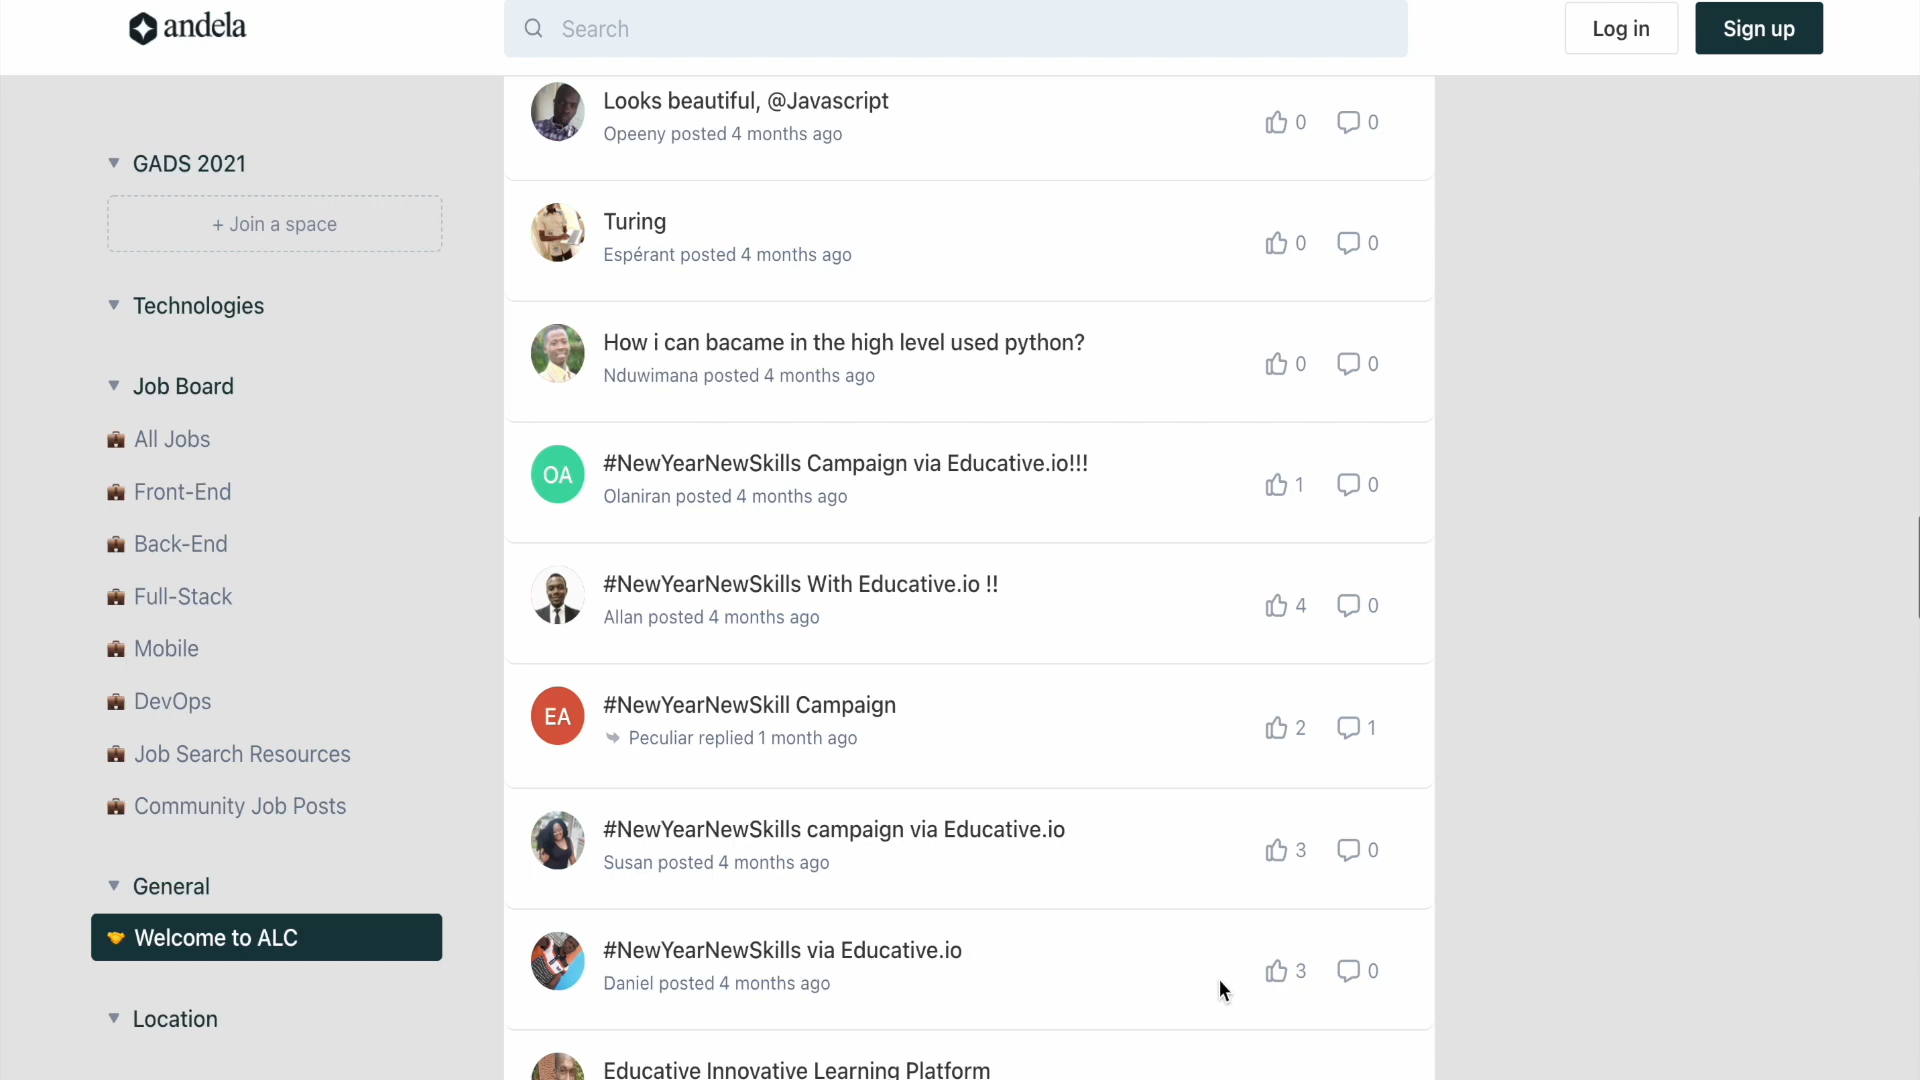 andela
Search
Log in
Sign up
GADS 2021
+ Join a space
Technologies
Job Board
All Jobs
Front-End
Back-End
Full-Stack
Mobile
DevOps
Job Search Resources
Community Job Posts
General
Welcome to ALC
Location
Looks beautiful, @Javascript
Opeeny posted 4 months ago
0 0
Turing
Espérant posted 4 months ago
0 0
How i can bacame in the high level used python?
Nduwimana posted 4 months ago
0 0
OA
#NewYearNewSkills Campaign via Educative.io!!!
Olaniran posted 4 months ago
1 0
#NewYearNewSkills With Educative.io !!
Allan posted 4 months ago
4 0
EA
#NewYearNewSkill Campaign
Peculiar replied 1 month ago
2 1
#NewYearNewSkills campaign via Educative.io
Susan posted 4 months ago
3 0
#NewYearNewSkills via Educative.io
Daniel posted 4 months ago
3 0
Educative Innovative Learning Platform